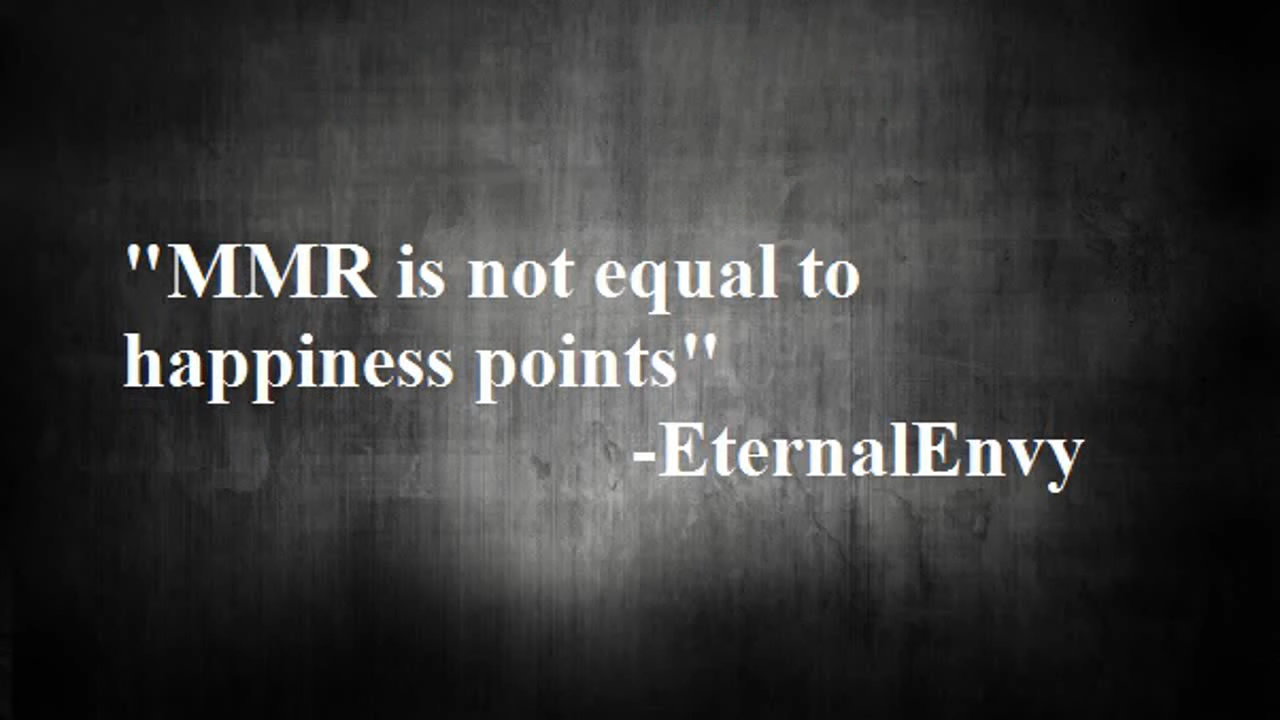 "MMR is not equal to
happiness points"
-EternalEnvy